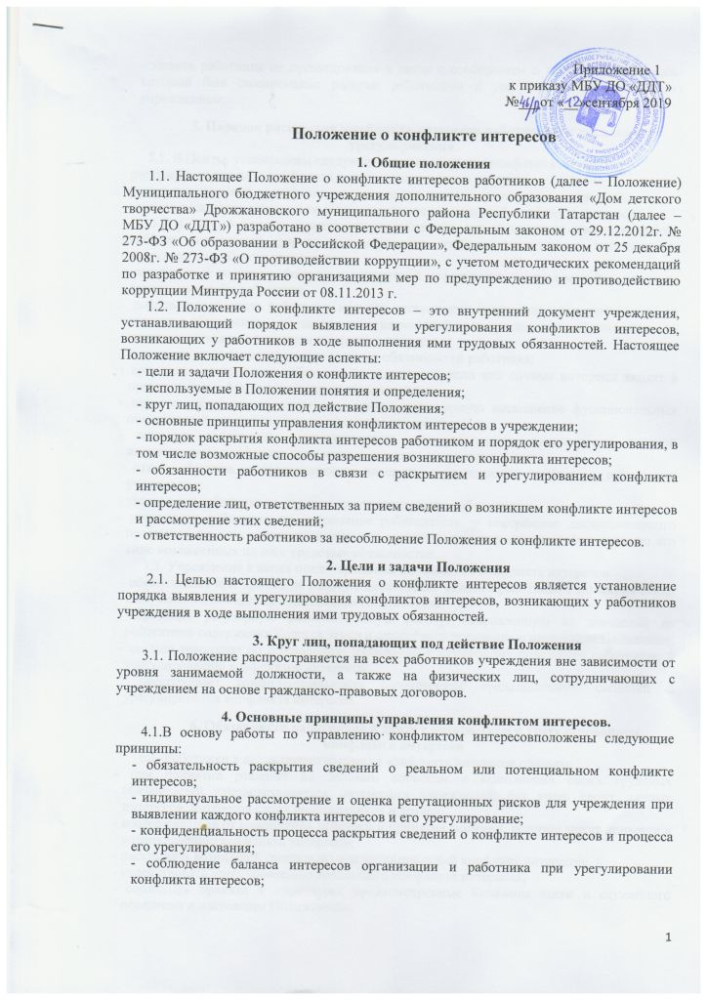 Приложение 1
к приказу МБУ ДО «ДДТ»
№ от «12» сентября 2019
Положение о конфликте интересов
1. Общие положения
1.1. Настоящее Положение о конфликте интересов работников (далее – Положение)
Муниципального бюджетного учреждения дополнительного образования «Дом детского
творчества» Дрожжановского муниципального района Республики Татарстан (далее –
МБУ ДО «ДДТ») разработано в соответствии с Федеральным законом от 29.12.2012г. №
273-ФЗ «Об образовании в Российской Федерации», Федеральным законом от 25 декабря
2008г. № 273-ФЗ «О противодействии коррупции», с учетом методических рекомендаций
по разработке и принятию организациями мер по предупреждению и противодействию
коррупции Минтруда России от 08.11.2013 г.
1.2. Положение о конфликте интересов – это внутренний документ учреждения,
устанавливающий порядок выявления и урегулирования конфликтов интересов,
возникающих у работников в ходе выполнения ими трудовых обязанностей. Настоящее
Положение включает следующие аспекты:
- цели и задачи Положения о конфликте интересов;
- используемые в Положении понятия и определения;
- круг лиц, попадающих под действие Положения;
- основные принципы управления конфликтом интересов в учреждении;
- порядок раскрытия конфликта интересов работником и порядок его урегулирования, в
том числе возможные способы разрешения возникшего конфликта интересов;
- обязанности работников в связи с раскрытием и урегулированием конфликта
интересов;
- определение лиц, ответственных за прием сведений о возникшем конфликте интересов
и рассмотрение этих сведений;
- ответственность работников за несоблюдение Положения о конфликте интересов.
2. Цели и задачи Положения
2.1. Целью настоящего Положения о конфликте интересов является установление
порядка выявления и урегулирования конфликтов интересов, возникающих у работников
учреждения в ходе выполнения ими трудовых обязанностей.
3. Круг лиц, попадающих под действие Положения
3.1. Положение распространяется на всех работников учреждения вне зависимости от
уровня занимаемой должности, а также на физических лиц, сотрудничающих с
учреждением на основе гражданско-правовых договоров.
4. Основные принципы управления конфликтом интересов.
4.1.В основу работы по управлению конфликтом интересовположены следующие
принципы:
- обязательность раскрытия сведений о реальном или потенциальном конфликте
интересов;
- индивидуальное рассмотрение и оценка репутационных рисков для учреждения при
выявлении каждого конфликта интересов и его урегулирование;
- конфиденциальность процесса раскрытия сведений о конфликте интересов и процесса
его урегулирования;
- соблюдение баланса интересов организации и работника при урегулировании
конфликта интересов;
1